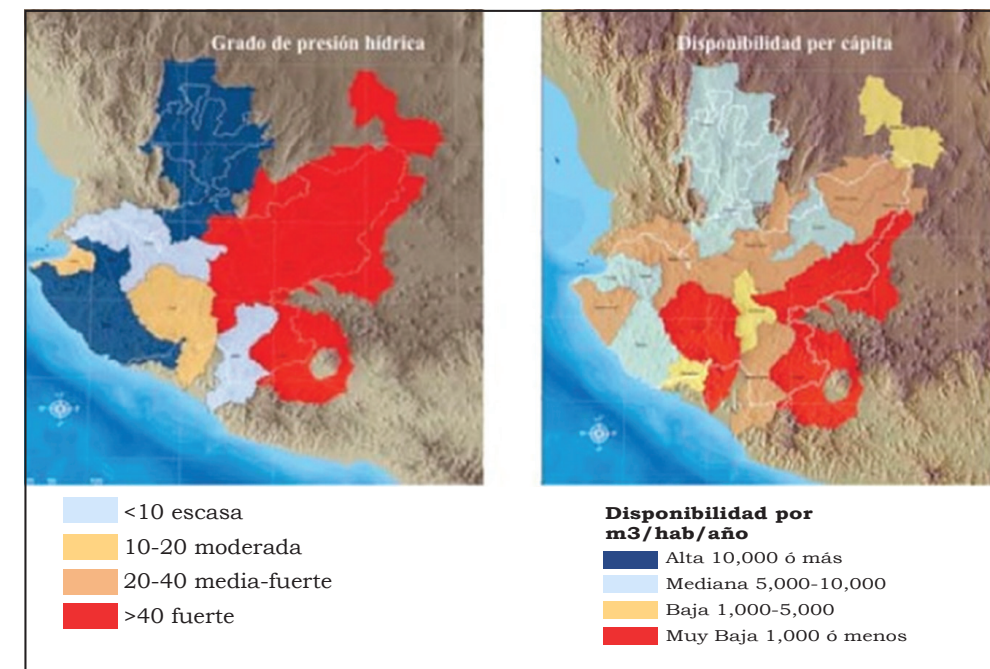 Grado de presión hídrica
Disponibilidad per cápita
<10 escasa
10-20 moderada
20-40 media-fuerte
>40 fuerte
Disponibilidad por
m3/hab/año
Alta 10,000 ó más
Mediana 5,000-10,000
Baja 1,000-5,000
Muy Baja 1,000 ó menos